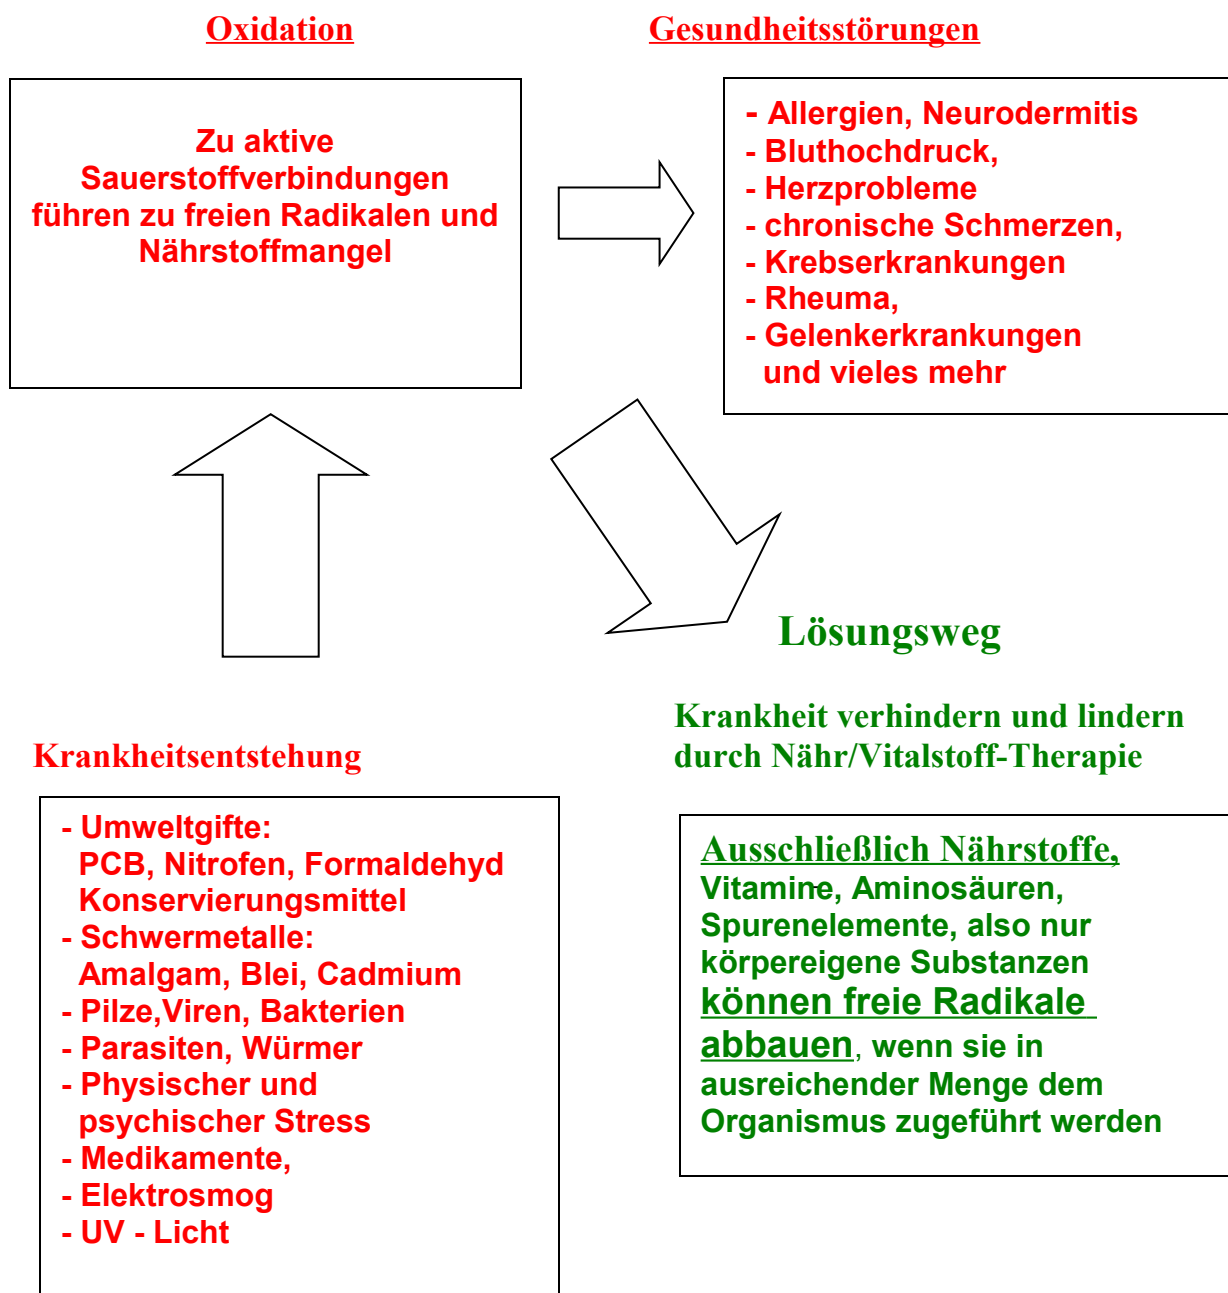 Oxidation
Zu aktive
Sauerstoffverbindungen
führen zu freien Radikalen und
Nährstoffmangel
Gesundheitsstörungen
- Allergien, Neurodermitis
- Bluthochdruck,
- Herzprobleme
- chronische Schmerzen,
- Krebserkrankungen
- Rheuma,
- Gelenkerkrankungen
und vieles mehr
Krankheitsentstehung
- Umweltgifte:
PCB, Nitrofen, Formaldehyd
Konservierungsmittel
- Schwermetalle:
Amalgam, Blei, Cadmium
- Pilze,Viren, Bakterien
- Parasiten, Würmer
- Physischer und
psychischer Stress
- Medikamente,
- Elektrosmog
- UV - Licht
Lösungsweg
Krankheit verhindern und lindern
durch Nähr/Vitalstoff-Therapie
Ausschließlich Nährstoffe,
Vitamine, Aminosäuren,
Spurenelemente, also nur
körpereigene Substanzen
können freie Radikale
abbauen, wenn sie in
ausreichender Menge dem
Organismus zugeführt werden